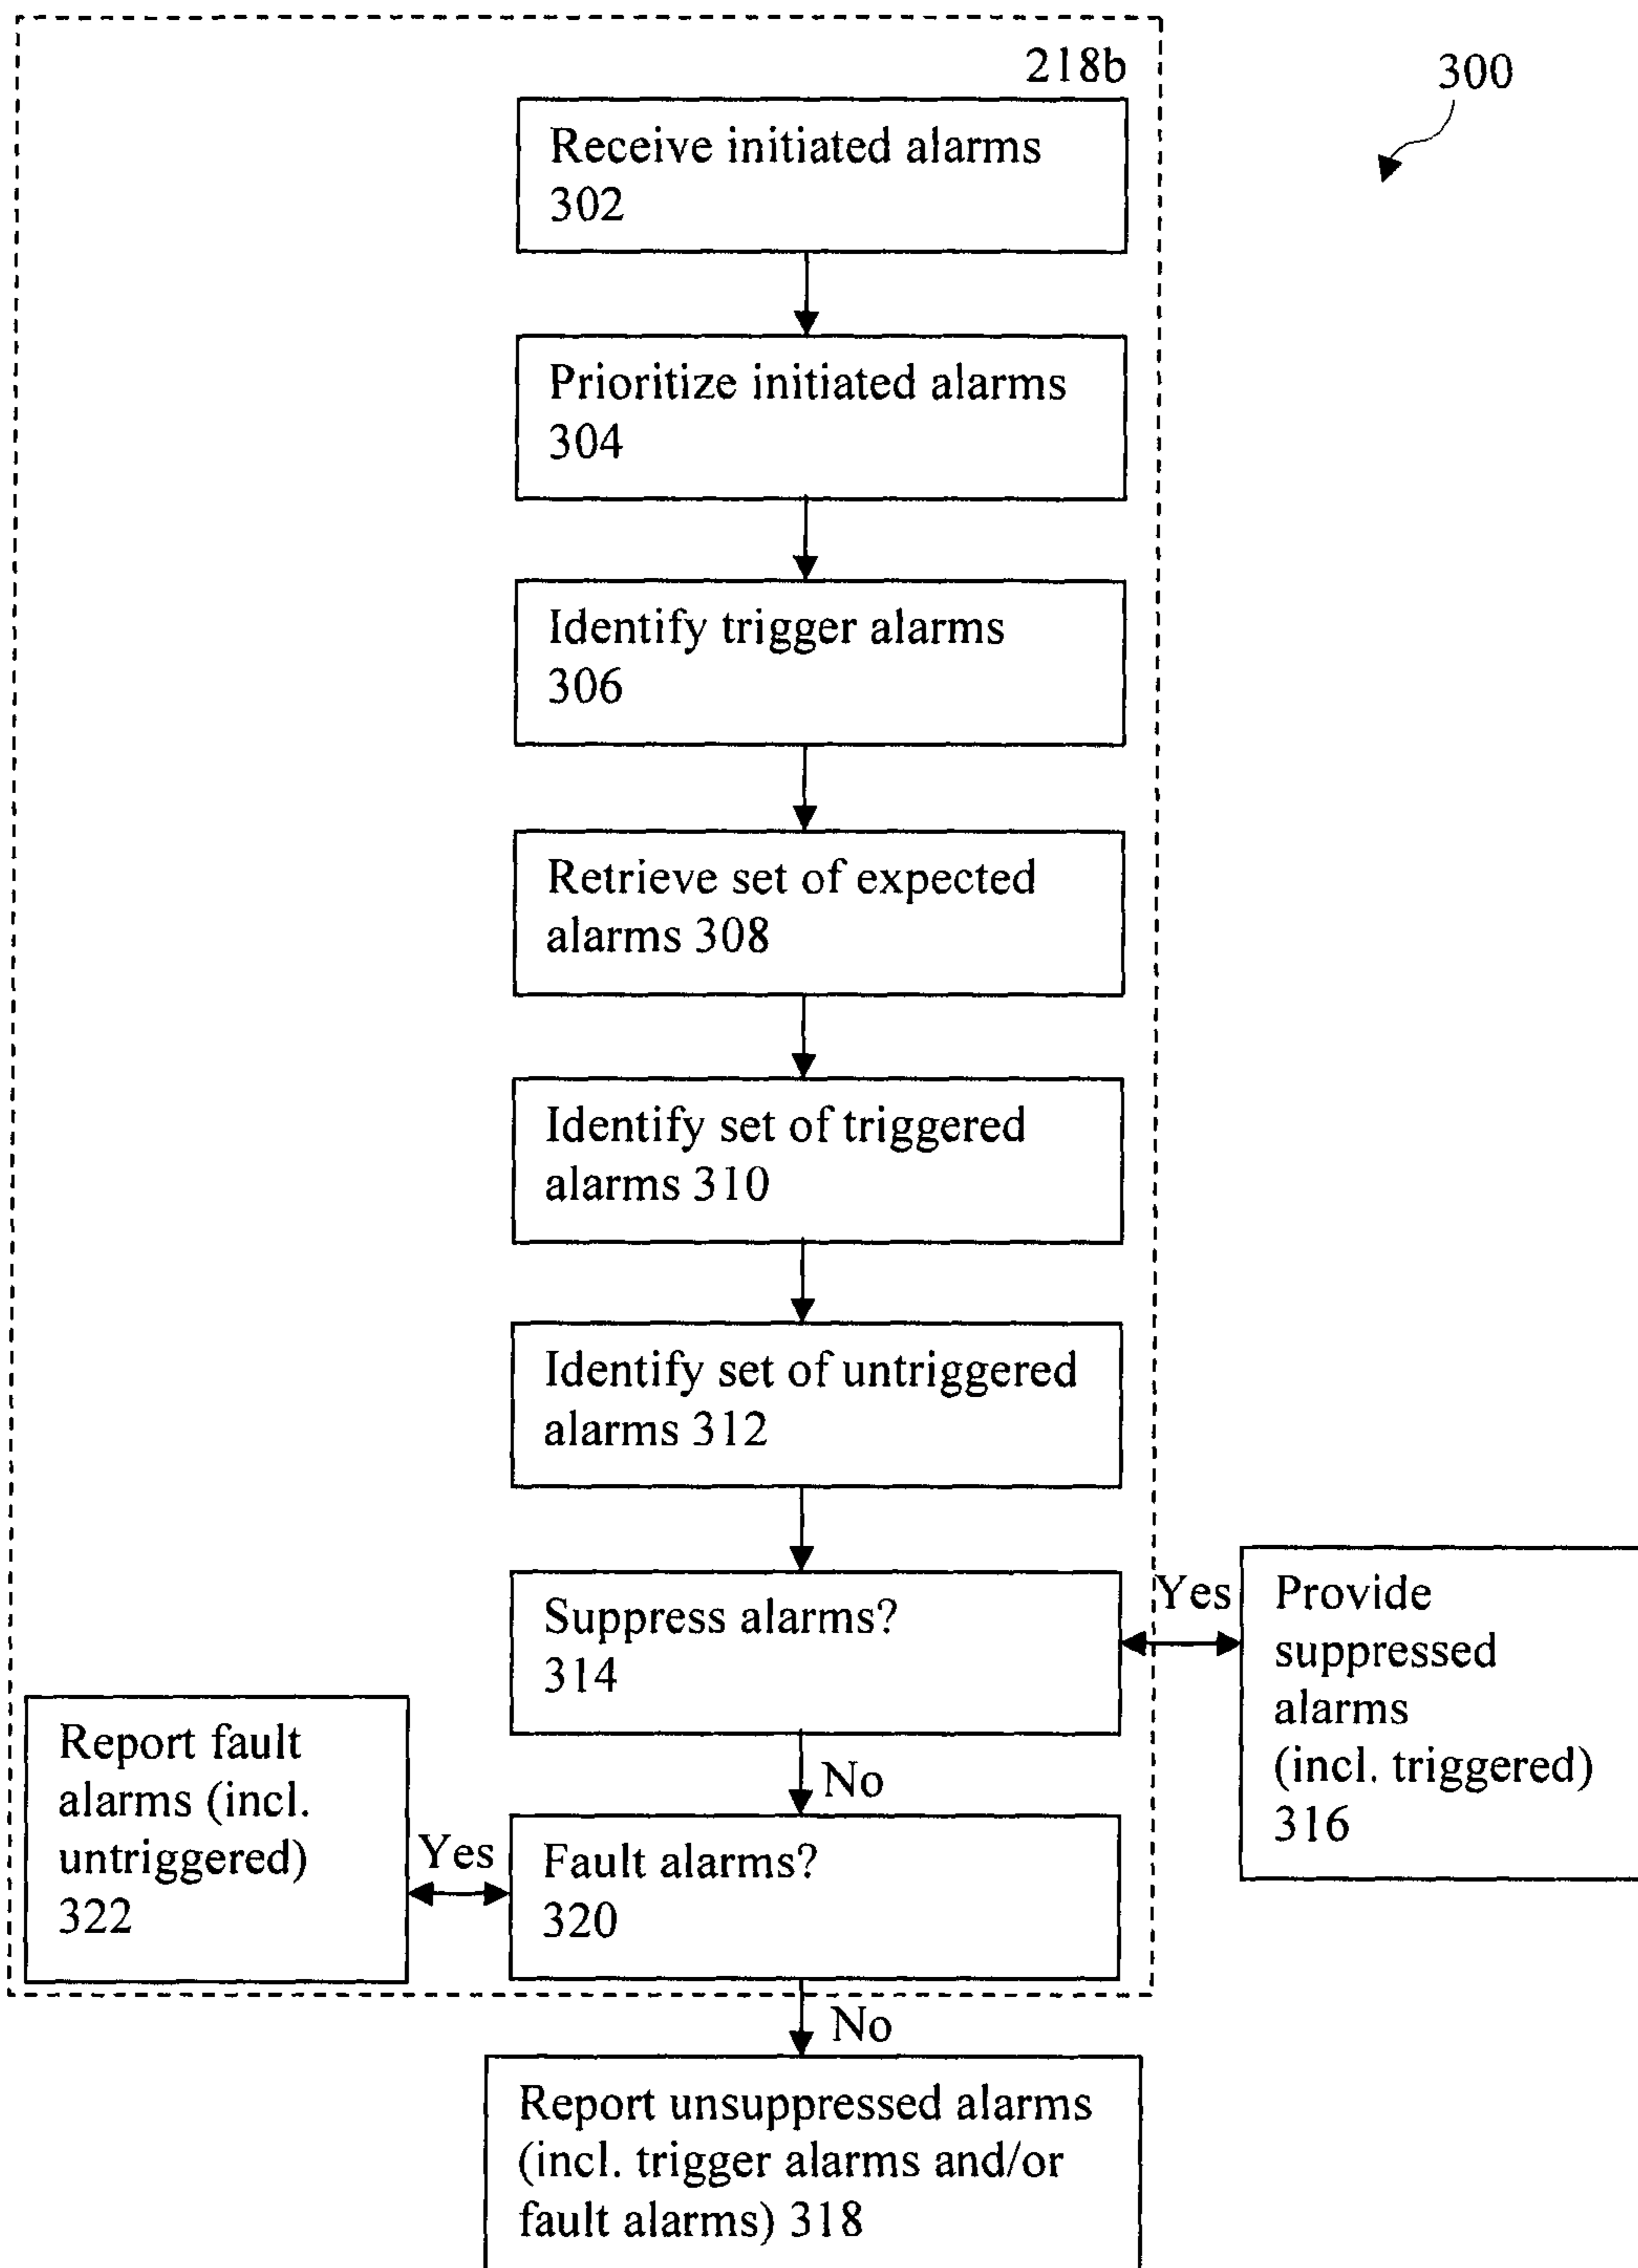 218b
300
Receive initiated alarms
302
Prioritize initiated alarms
304
Identify trigger alarms
306
Retrieve set of expected
alarms 308
Identify set of triggered
alarms 310
Identify set of untriggered
alarms 312
Suppress alarms?
314
Yes
Provide
suppressed
alarms
(incl. triggered)
316
No
Report fault
alarms (incl.
untriggered)
322
Yes
Fault alarms?
320
No
Report unsuppressed alarms
(incl. trigger alarms and/or
fault alarms) 318